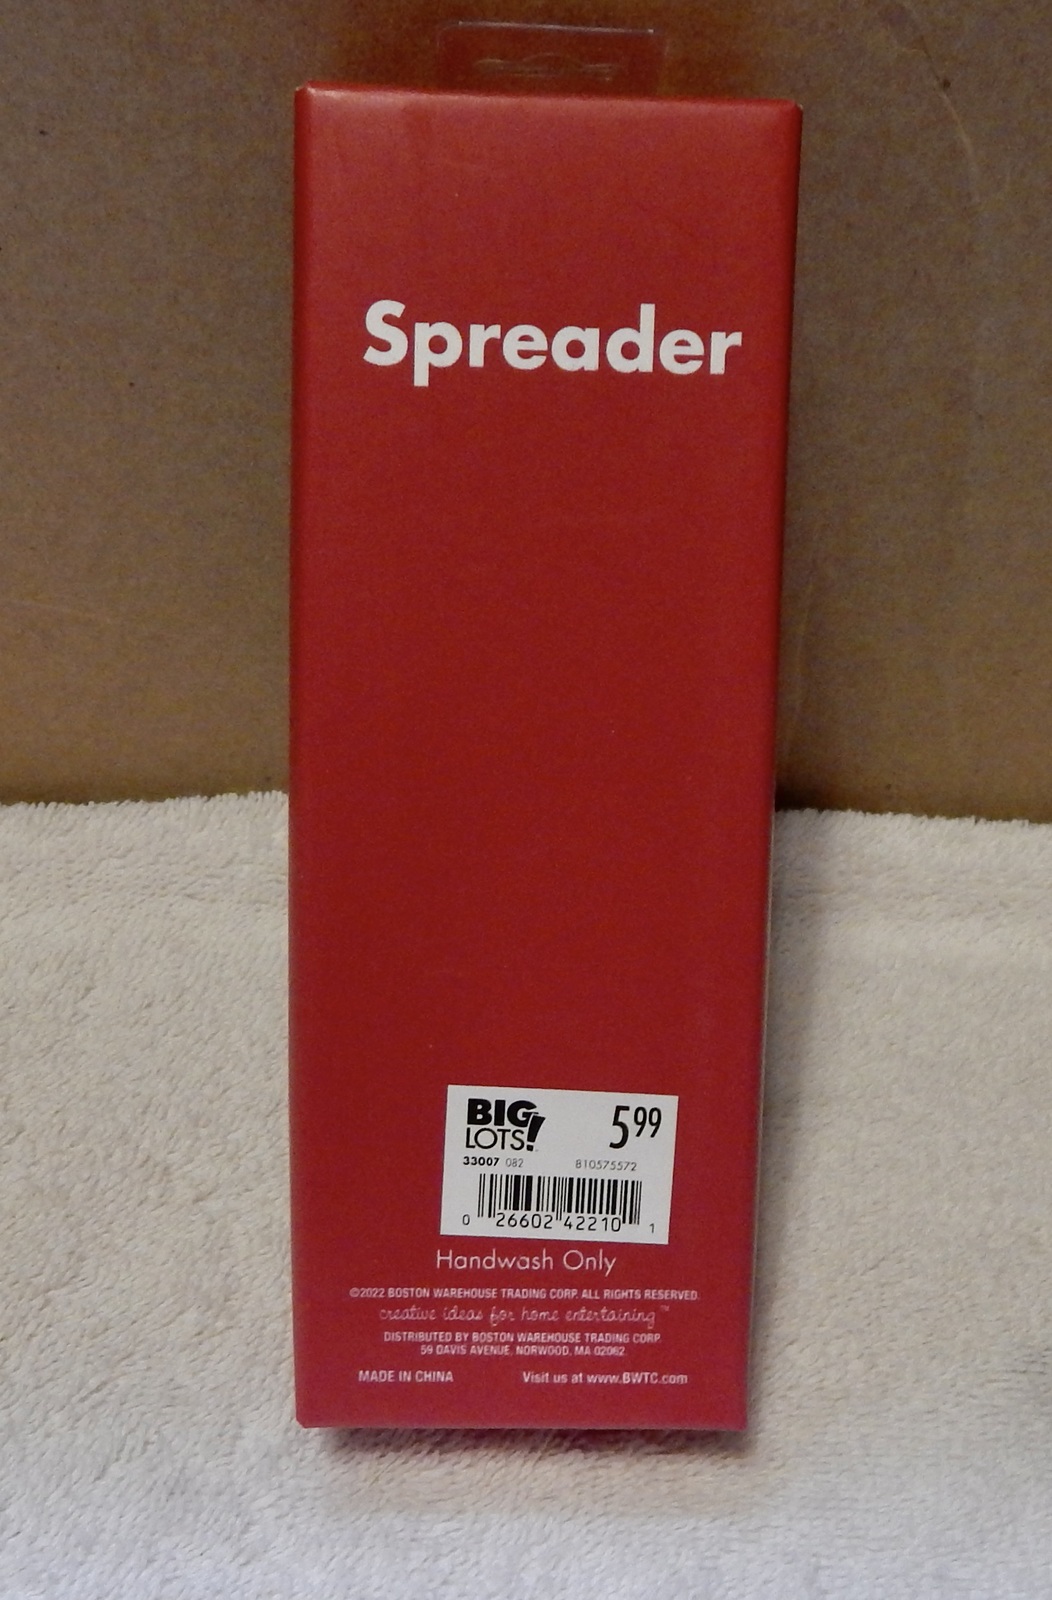 Spreader
BIG 5.99
LOTS!
33007 082 810575572
0 26602 42210 1
Handwash Only
©2022 BOSTON WAREHOUSE TRADING CORP. ALL RIGHTS RESERVED.
creative ideas for home entertaining™
DISTRIBUTED BY BOSTON WAREHOUSE TRADING CORP.
59 DAVIS AVENUE, NORWOOD, MA 02062
MADE IN CHINA Visit us at www.BWTC.com